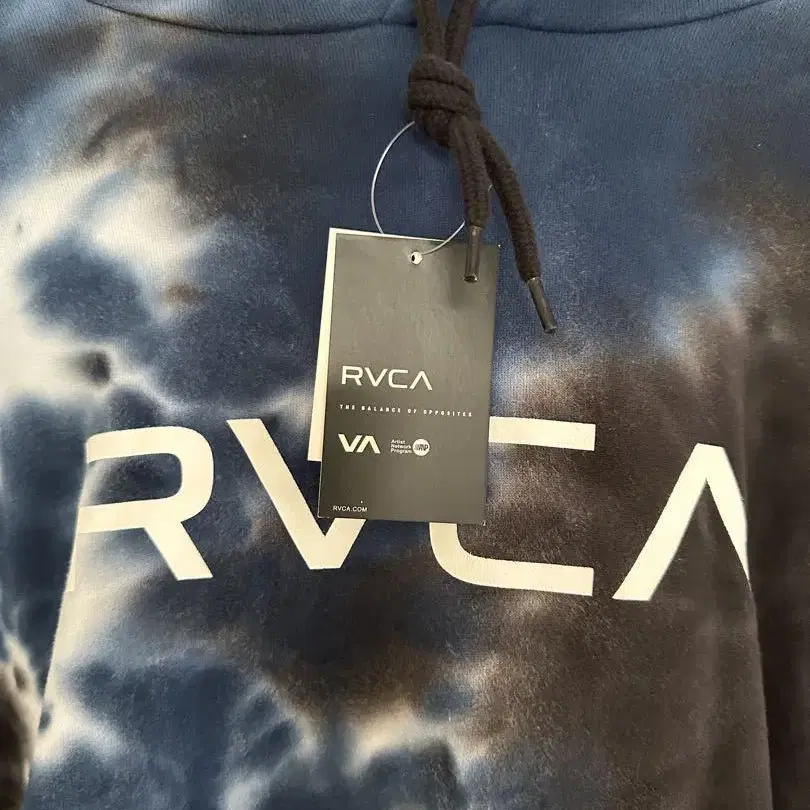 RVCA
THE BALANCE OF OPPOSITES
VA
Artist
Network
Program
ANP
RVCA.COM
RVCA